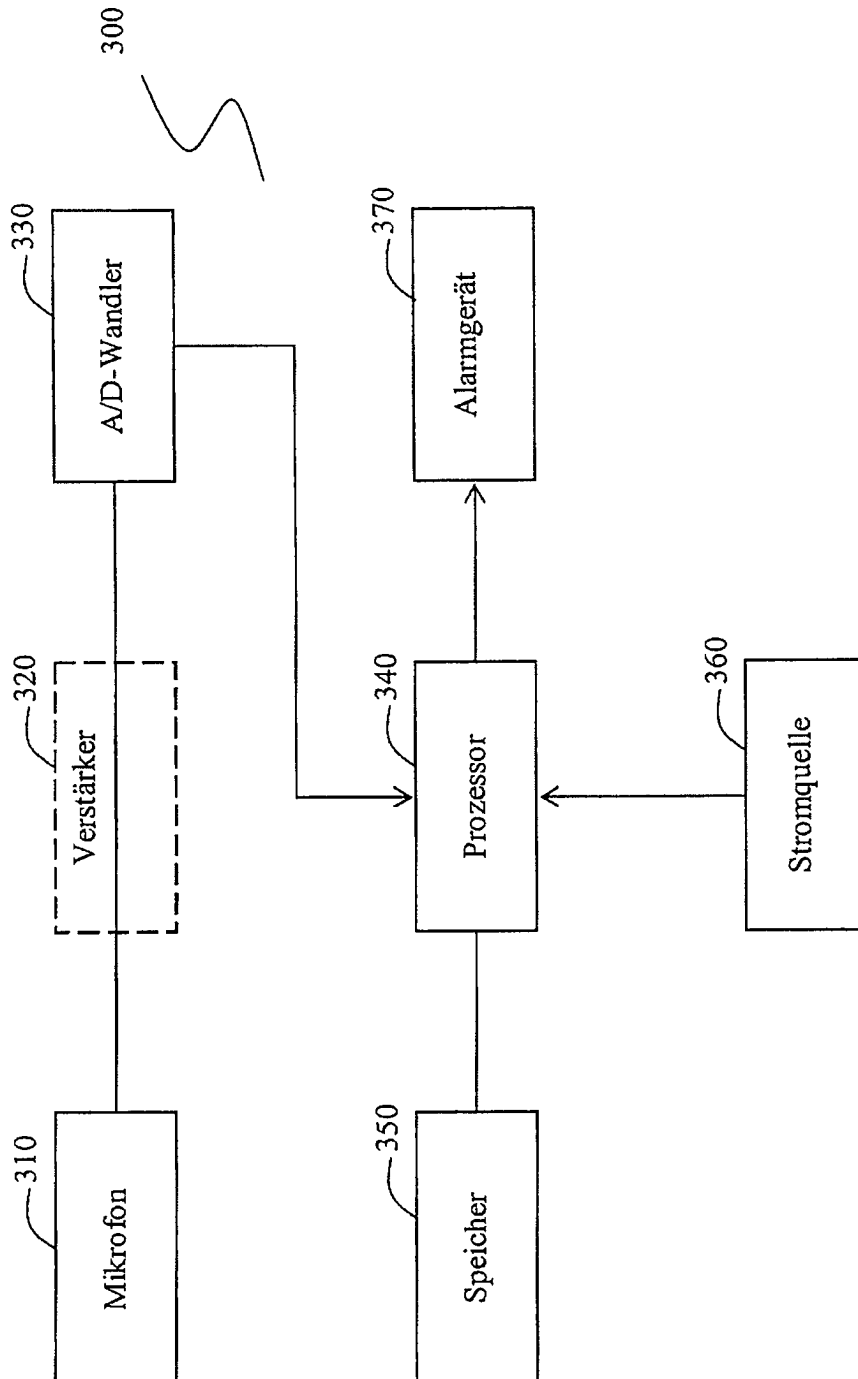 300
310
Mikrofon
320
Verstärker
330
A/D-Wandler
350
Speicher
340
Prozessor
370
Alarmgerät
360
Stromquelle